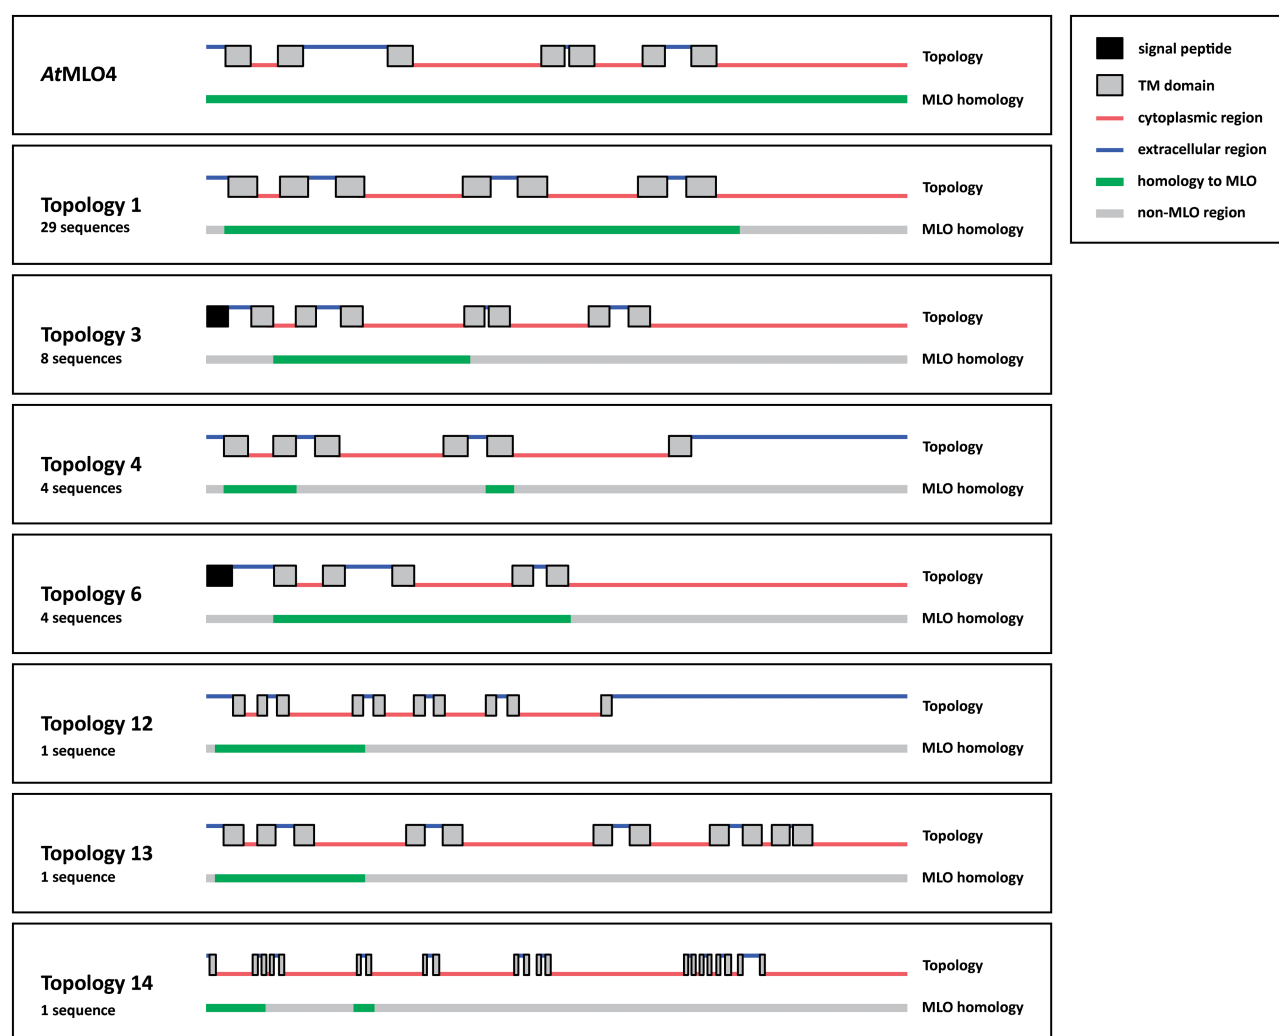 AtMLO4
Topology
MLO homology
Topology 1
29 sequences
Topology
MLO homology
Topology 3
8 sequences
Topology
MLO homology
Topology 4
4 sequences
Topology
MLO homology
Topology 6
4 sequences
Topology
MLO homology
Topology 12
1 sequence
Topology
MLO homology
Topology 13
1 sequence
Topology
MLO homology
Topology 14
1 sequence
Topology
MLO homology
signal peptide
TM domain
cytoplasmic region
extracellular region
homology to MLO
non-MLO region